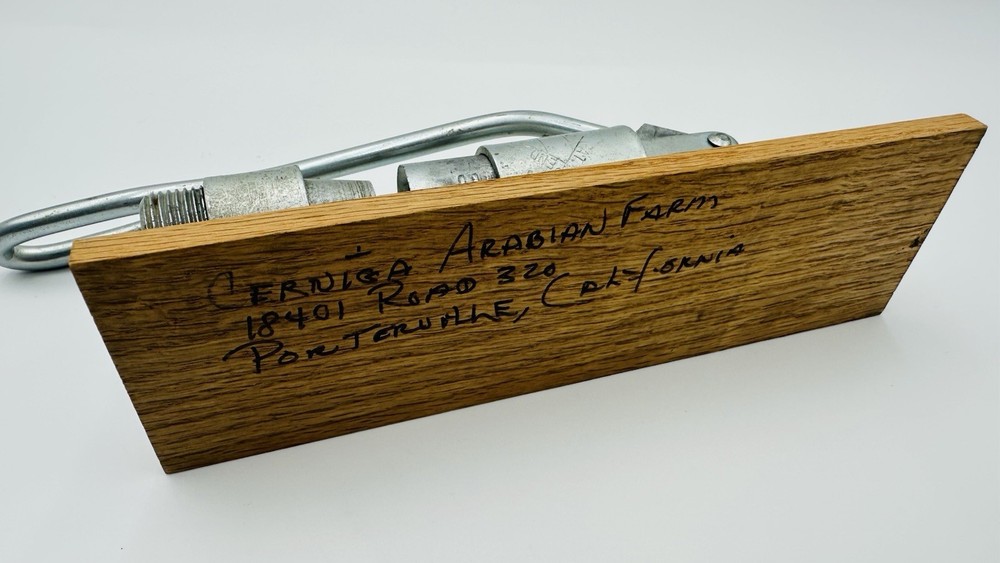 CERNIGA ARABIAN FARM
18401 ROAD 320
PORTERVILLE, CALIFORNIA